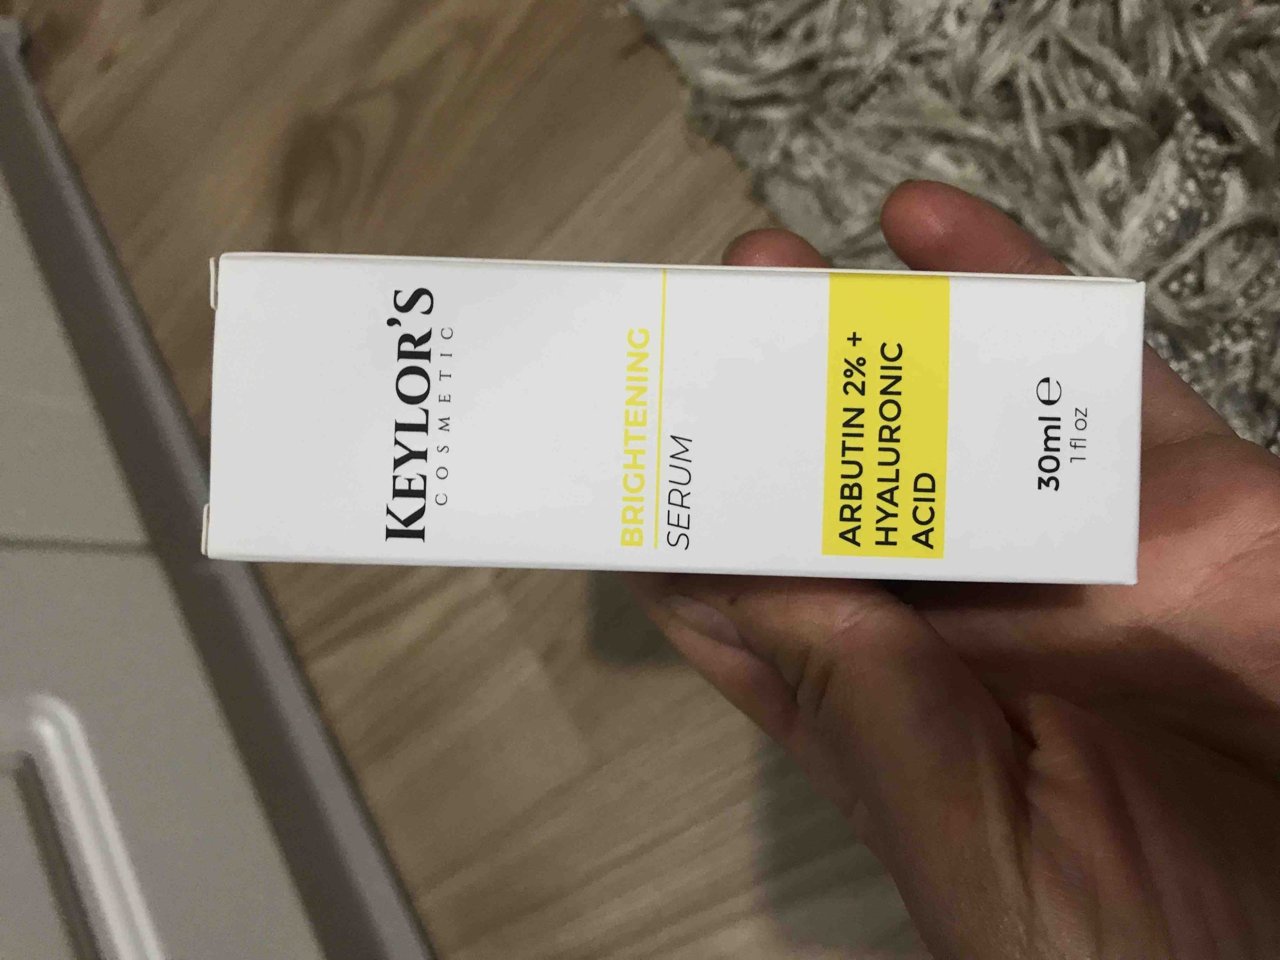 KEYLOR'S
COSMETIC
BRIGHTENING
SERUM
ARBUTIN 2% +
HYALURONIC
ACID
30ml ℮
1 fl oz